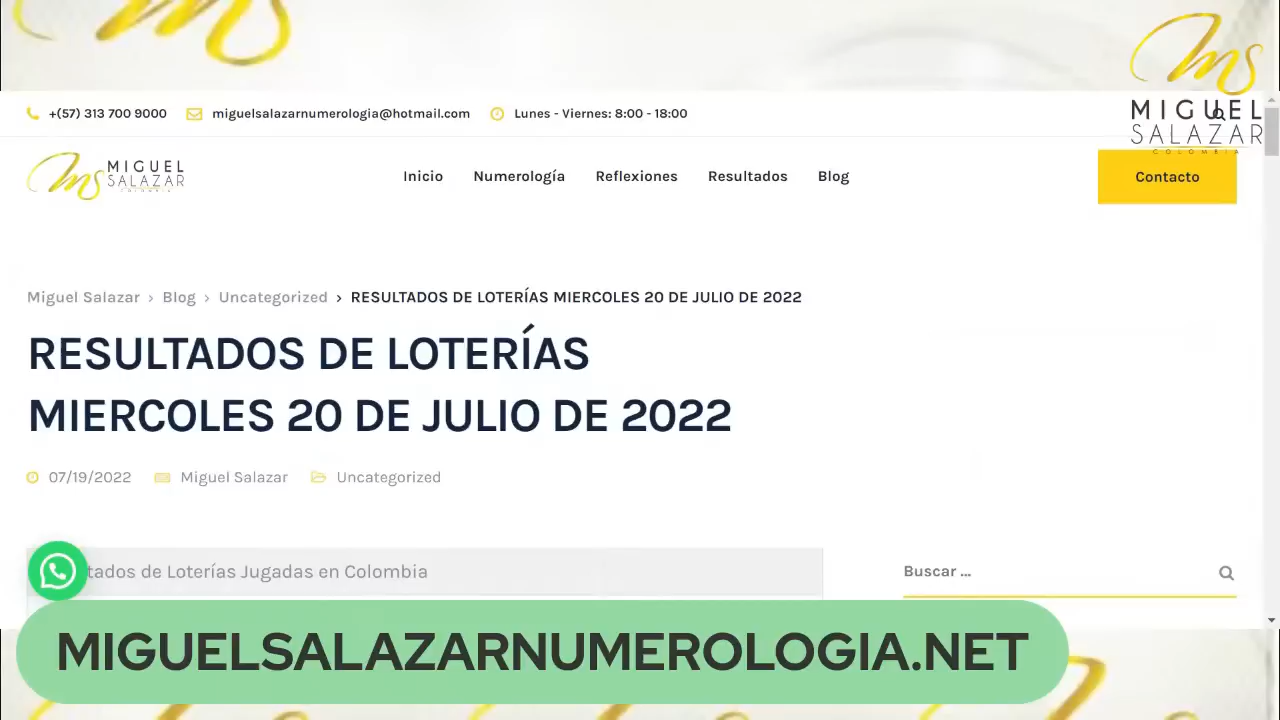 MIGUEL
SALAZAR
COLOMBIA
+(57) 313 700 9000 miguelsalazarnumerologia@hotmail.com Lunes - Viernes: 8:00 - 18:00
MIGUEL
SALAZAR
Inicio Numerología Reflexiones Resultados Blog Contacto
Miguel Salazar > Blog > Uncategorized > RESULTADOS DE LOTERÍAS MIERCOLES 20 DE JULIO DE 2022
RESULTADOS DE LOTERÍAS
MIERCOLES 20 DE JULIO DE 2022
07/19/2022 Miguel Salazar Uncategorized
tados de Loterías Jugadas en Colombia
Buscar ...
MIGUELSALAZARNUMEROLOGIA.NET